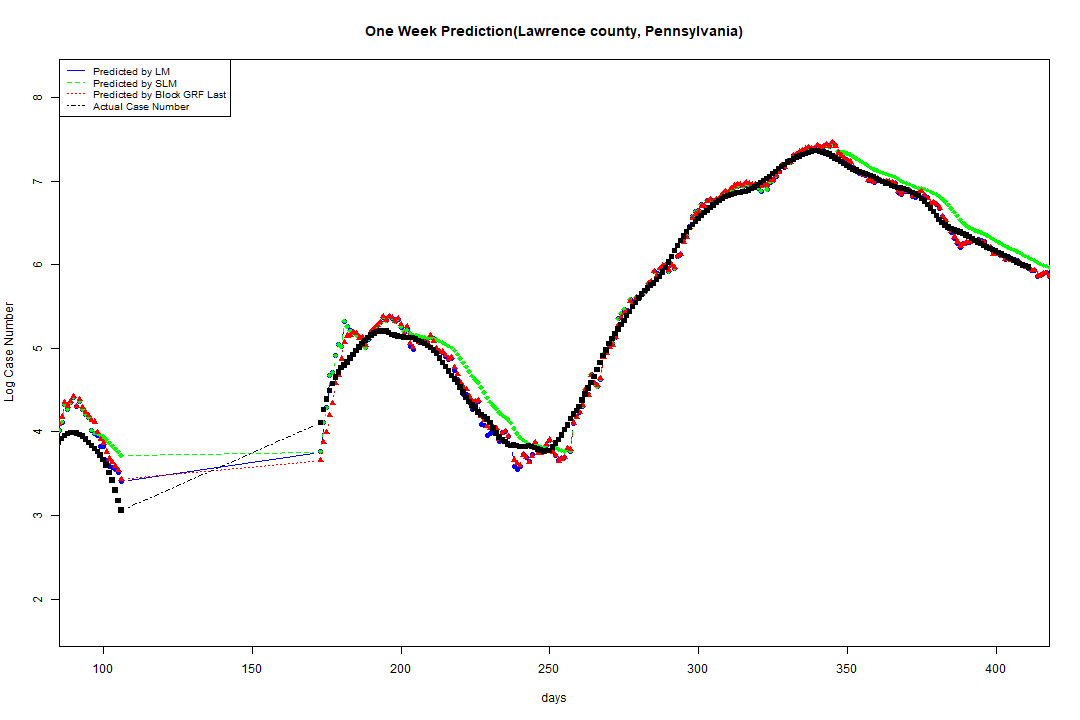 One Week Prediction(Lawrence county, Pennsylvania)
Predicted by LM
Predicted by SLM
Predicted by Block GRF Last
Actual Case Number
Log Case Number
8
7
6
5
4
3
2
100 150 200 250 300 350 400
days